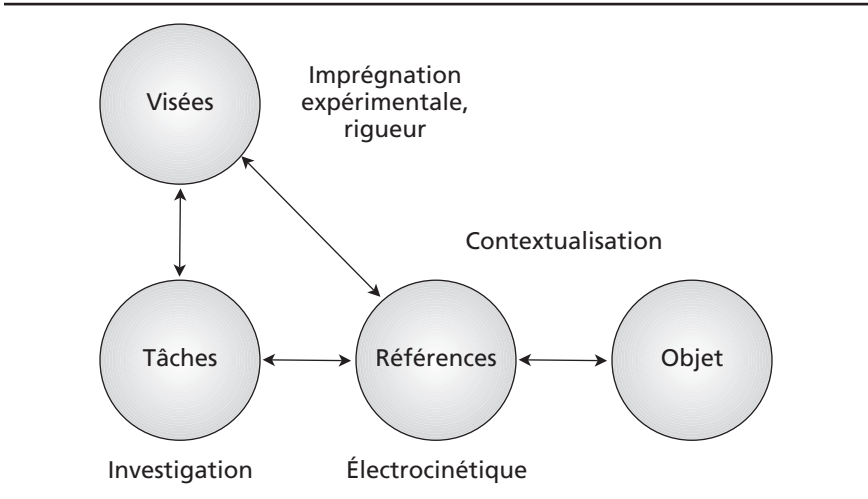 Visées
Imprégnation
expérimentale,
rigueur
Contextualisation
Tâches
Références
Objet
Investigation
Électrocinétique